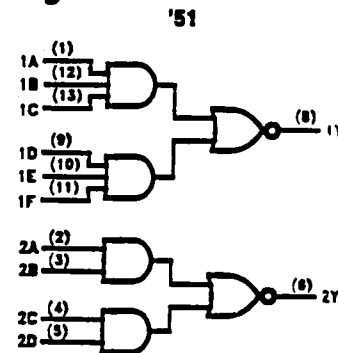 '51
1A (1)
1B (12)
1C (13)
(8) 1Y
1D (9)
1E (10)
1F (11)
2A (2)
2B (3)
(6) 2Y
2C (4)
2D (5)